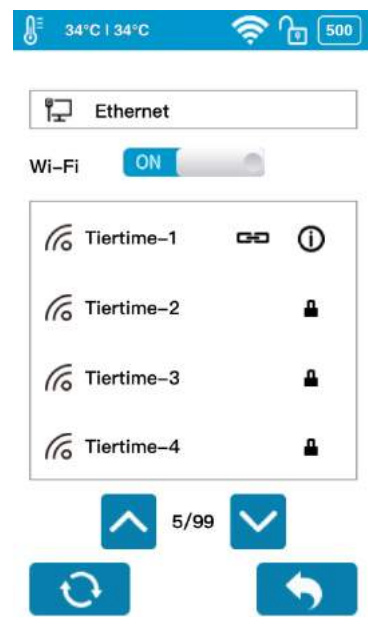 34°C | 34°C 500
Ethernet
Wi–Fi ON
Tiertime–1
Tiertime–2
Tiertime–3
Tiertime–4
5/99